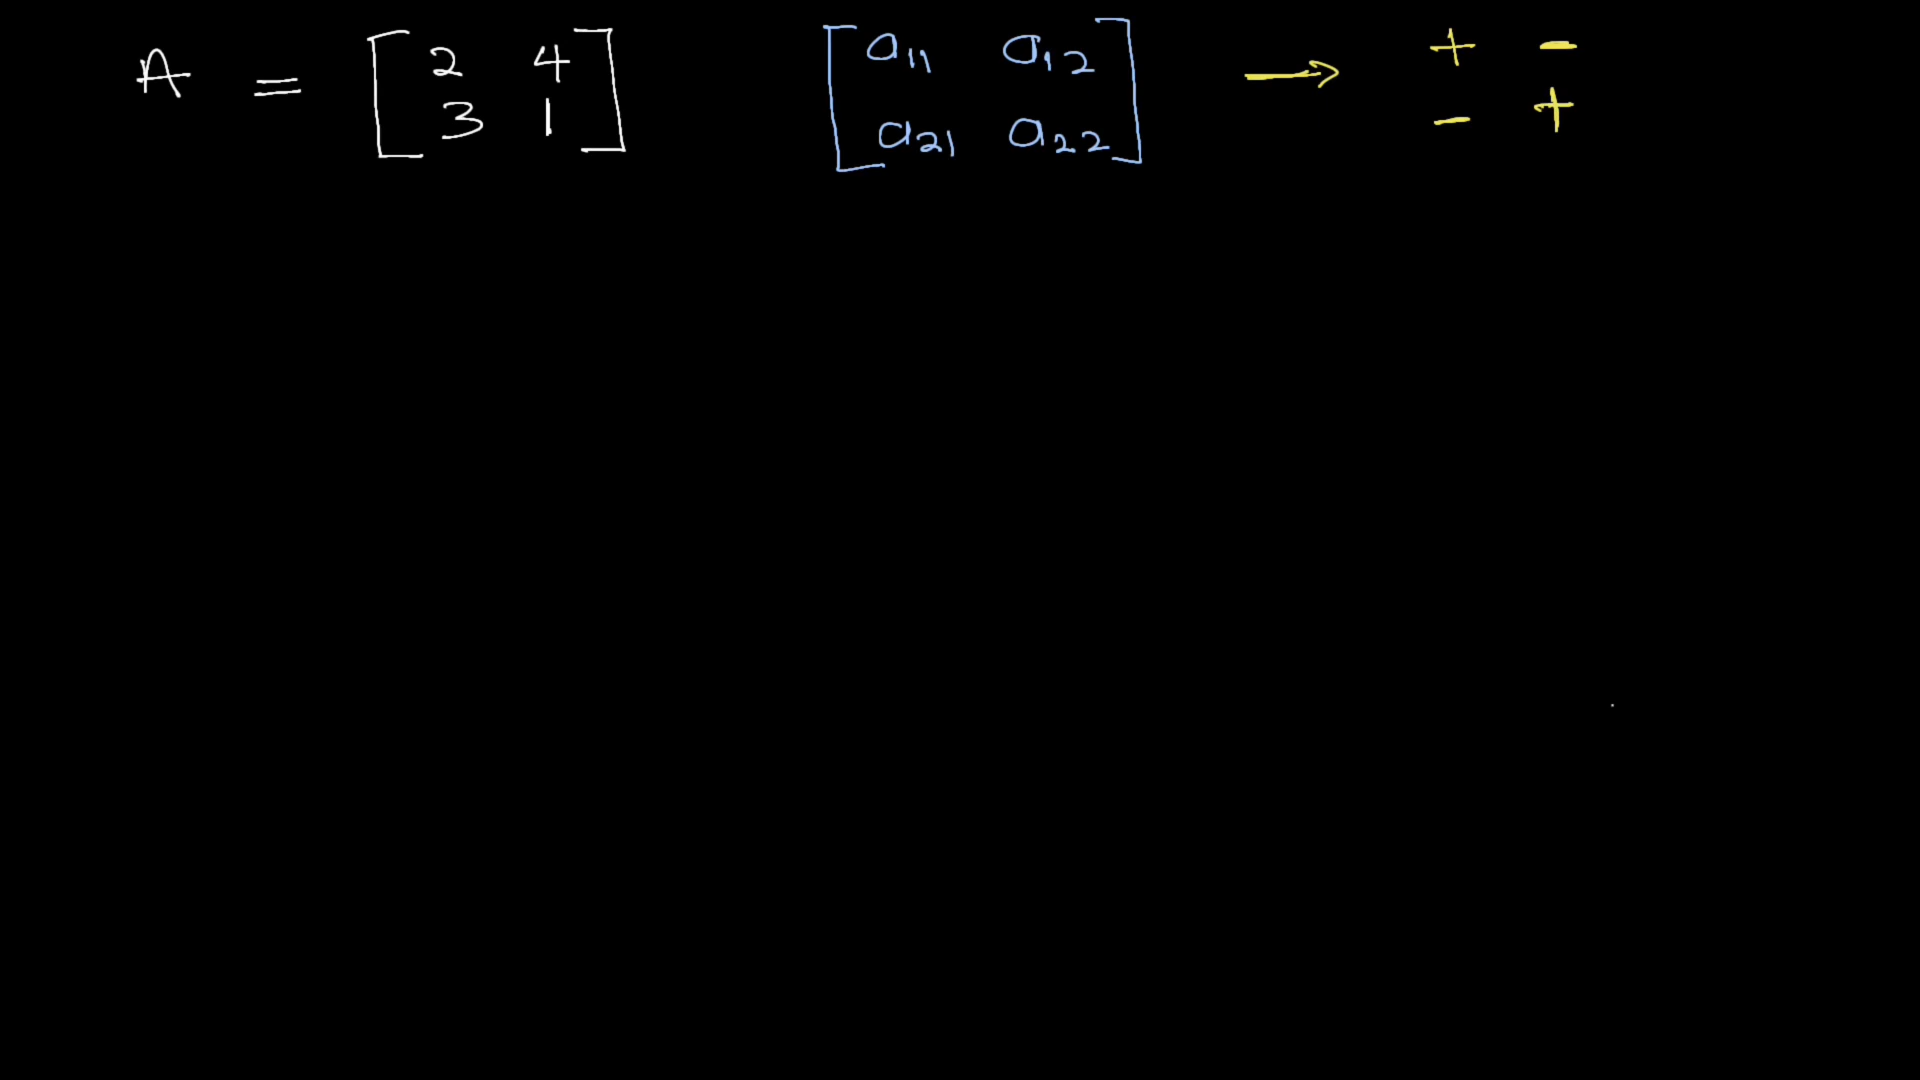 A = [ 2 4 ] [ a11 a12 ] → + -
[ 3 1 ] [ a21 a22 ] - +